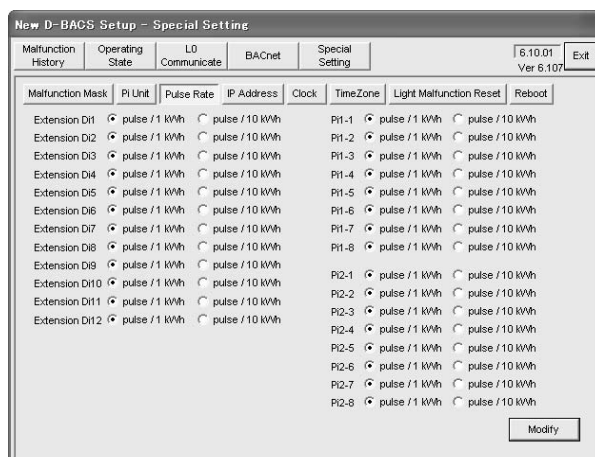 New D-BACS Setup - Special Setting
Malfunction History
Operating State
L0 Communicate
BACnet
Special Setting
6.10.01
Ver 6.107
Exit
Malfunction Mask
Pi Unit
Pulse Rate
IP Address
Clock
TimeZone
Light Malfunction Reset
Reboot
Extension Di1 pulse / 1 kWh pulse / 10 kWh
Extension Di2 pulse / 1 kWh pulse / 10 kWh
Extension Di3 pulse / 1 kWh pulse / 10 kWh
Extension Di4 pulse / 1 kWh pulse / 10 kWh
Extension Di5 pulse / 1 kWh pulse / 10 kWh
Extension Di6 pulse / 1 kWh pulse / 10 kWh
Extension Di7 pulse / 1 kWh pulse / 10 kWh
Extension Di8 pulse / 1 kWh pulse / 10 kWh
Extension Di9 pulse / 1 kWh pulse / 10 kWh
Extension Di10 pulse / 1 kWh pulse / 10 kWh
Extension Di11 pulse / 1 kWh pulse / 10 kWh
Extension Di12 pulse / 1 kWh pulse / 10 kWh
Pi1-1 pulse / 1 kWh pulse / 10 kWh
Pi1-2 pulse / 1 kWh pulse / 10 kWh
Pi1-3 pulse / 1 kWh pulse / 10 kWh
Pi1-4 pulse / 1 kWh pulse / 10 kWh
Pi1-5 pulse / 1 kWh pulse / 10 kWh
Pi1-6 pulse / 1 kWh pulse / 10 kWh
Pi1-7 pulse / 1 kWh pulse / 10 kWh
Pi1-8 pulse / 1 kWh pulse / 10 kWh
Pi2-1 pulse / 1 kWh pulse / 10 kWh
Pi2-2 pulse / 1 kWh pulse / 10 kWh
Pi2-3 pulse / 1 kWh pulse / 10 kWh
Pi2-4 pulse / 1 kWh pulse / 10 kWh
Pi2-5 pulse / 1 kWh pulse / 10 kWh
Pi2-6 pulse / 1 kWh pulse / 10 kWh
Pi2-7 pulse / 1 kWh pulse / 10 kWh
Pi2-8 pulse / 1 kWh pulse / 10 kWh
Modify